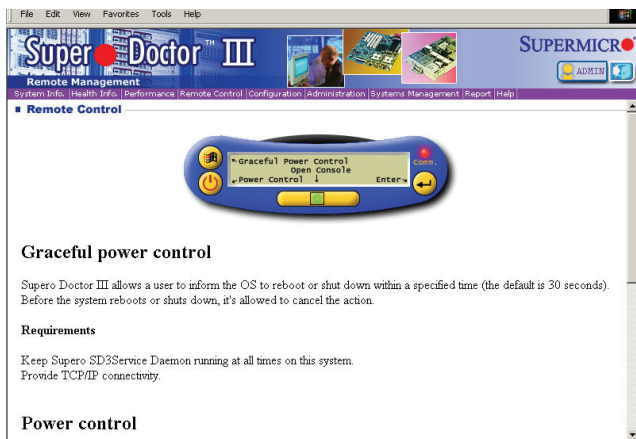 File Edit View Favorites Tools Help
Super Doctor ™ III
SUPERMICR
Remote Management
ADMIN
System Info. |Health Info. |Performance |Remote Control |Configuration |Administration |Systems Management |Report |Help|
Remote Control
Graceful Power Control
Comm.
Open Console
Power Control
Enter
Graceful power control
Supero Doctor III allows a user to inform the OS to reboot or shut down within a specified time (the default is 30 seconds).
Before the system reboots or shuts down, it's allowed to cancel the action.
Requirements
Keep Supero SD3Service Daemon running at all times on this system.
Provide TCP/IP connectivity.
Power control